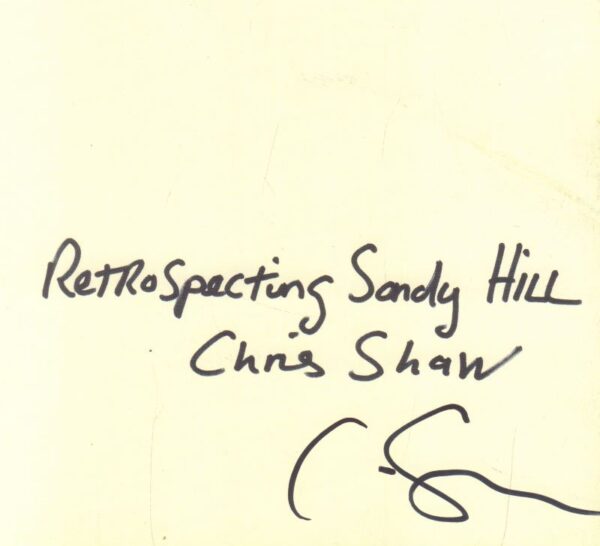 Retrospecting Sandy Hill
Chris Shaw